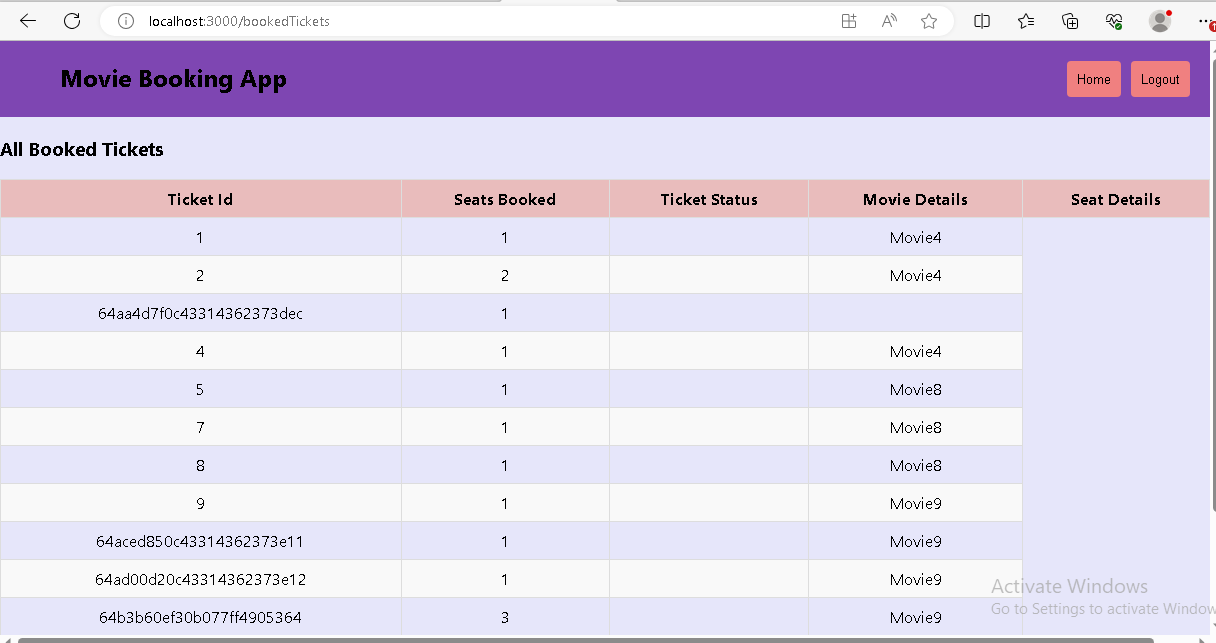 localhost:3000/bookedTickets
Movie Booking App
Home Logout
All Booked Tickets
Ticket Id Seats Booked Ticket Status Movie Details Seat Details
1 1 Movie4
2 2 Movie4
64aa4d7f0c43314362373dec 1
4 1 Movie4
5 1 Movie8
7 1 Movie8
8 1 Movie8
9 1 Movie9
64aced850c43314362373e11 1 Movie9
64ad00d20c43314362373e12 1 Movie9
64b3b60ef30b077ff4905364 3 Movie9
Activate Windows
Go to Settings to activate Window